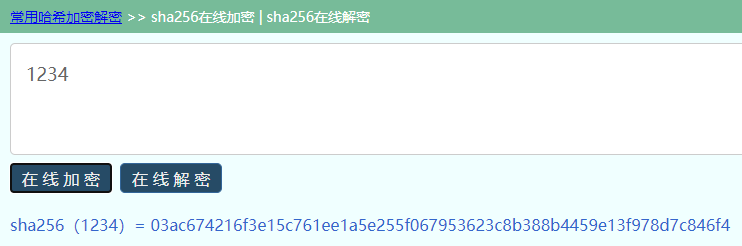 常用哈希加密解密 >> sha256在线加密 | sha256在线解密
1234
在线加密 在线解密
sha256（1234）= 03ac674216f3e15c761ee1a5e255f067953623c8b388b4459e13f978d7c846f4